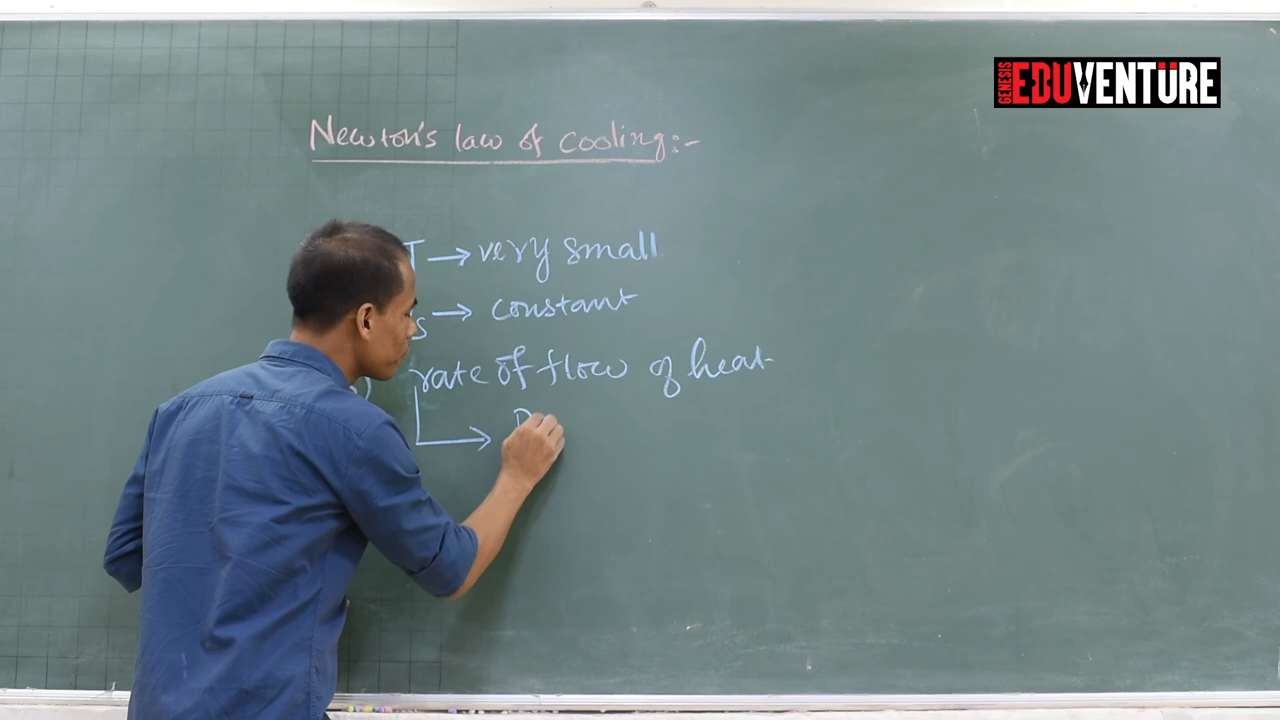 GENESIS EDUVENTURE
Newton's law of cooling:-
T → very small
s → constant
rate of flow of heat